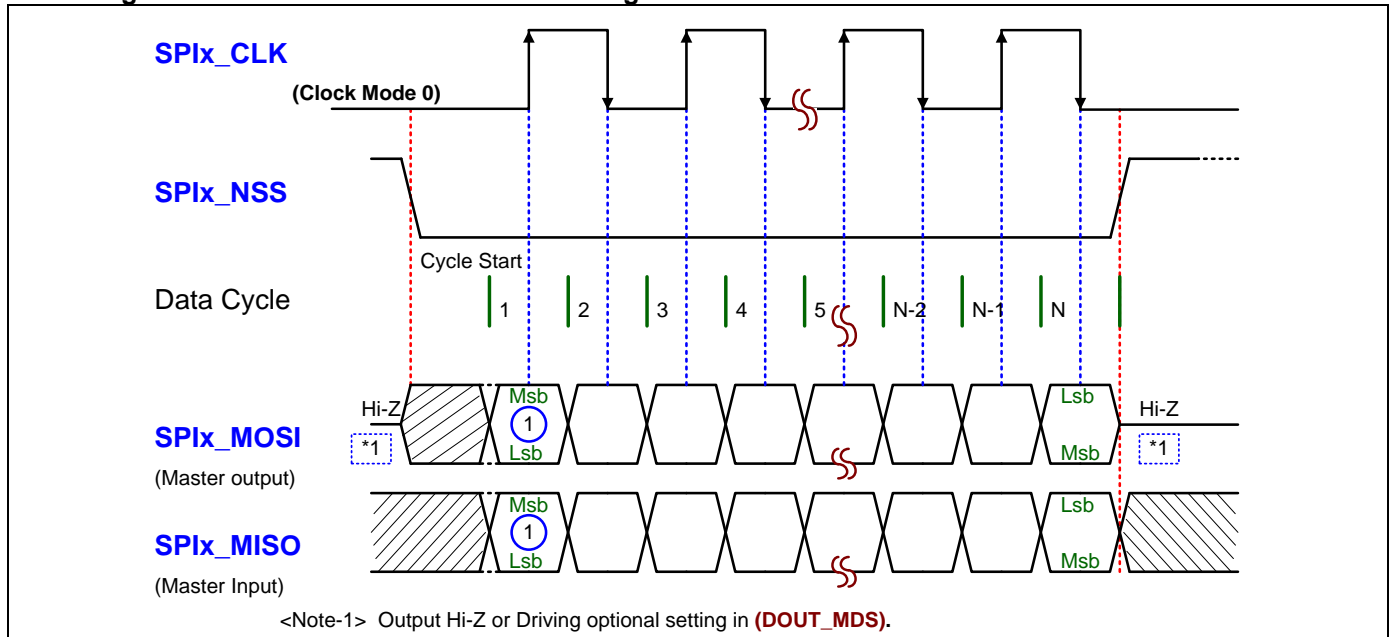 SPIx_CLK
(Clock Mode 0)
SPIx_NSS
Cycle Start
Data Cycle
1 2 3 4 5 N-2 N-1 N
Msb Lsb
Hi-Z 1 Hi-Z
SPIx_MOSI *1 Lsb Msb *1
(Master output)
Msb Lsb
1
SPIx_MISO Lsb Msb
(Master Input)
<Note-1> Output Hi-Z or Driving optional setting in (DOUT_MDS).